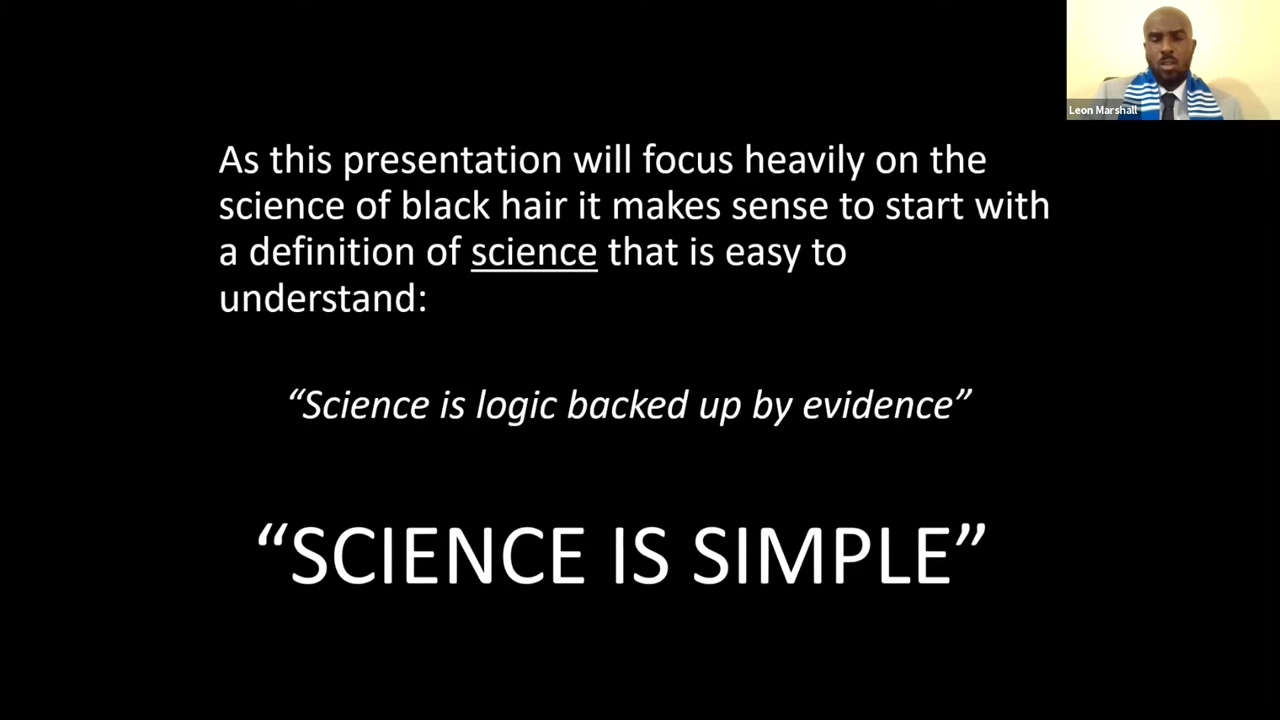 Leon Marshall
As this presentation will focus heavily on the
science of black hair it makes sense to start with
a definition of science that is easy to
understand:
“Science is logic backed up by evidence”
“SCIENCE IS SIMPLE”